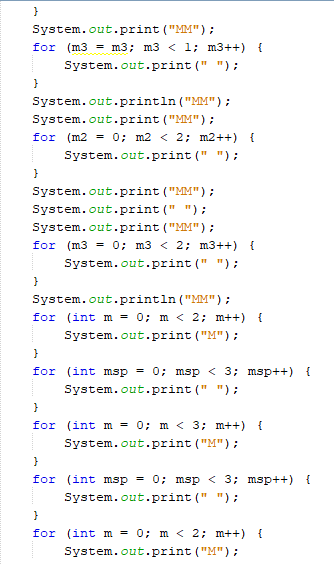 }
System.out.print("MM");
for (m3 = m3; m3 < 1; m3++) {
System.out.print(" ");
}
System.out.println("MM");
System.out.print("MM");
for (m2 = 0; m2 < 2; m2++) {
System.out.print(" ");
}
System.out.print("MM");
System.out.print(" ");
System.out.print("MM");
for (m3 = 0; m3 < 2; m3++) {
System.out.print(" ");
}
System.out.println("MM");
for (int m = 0; m < 2; m++) {
System.out.print("M");
}
for (int msp = 0; msp < 3; msp++) {
System.out.print(" ");
}
for (int m = 0; m < 3; m++) {
System.out.print("M");
}
for (int msp = 0; msp < 3; msp++) {
System.out.print(" ");
}
for (int m = 0; m < 2; m++) {
System.out.print("M");